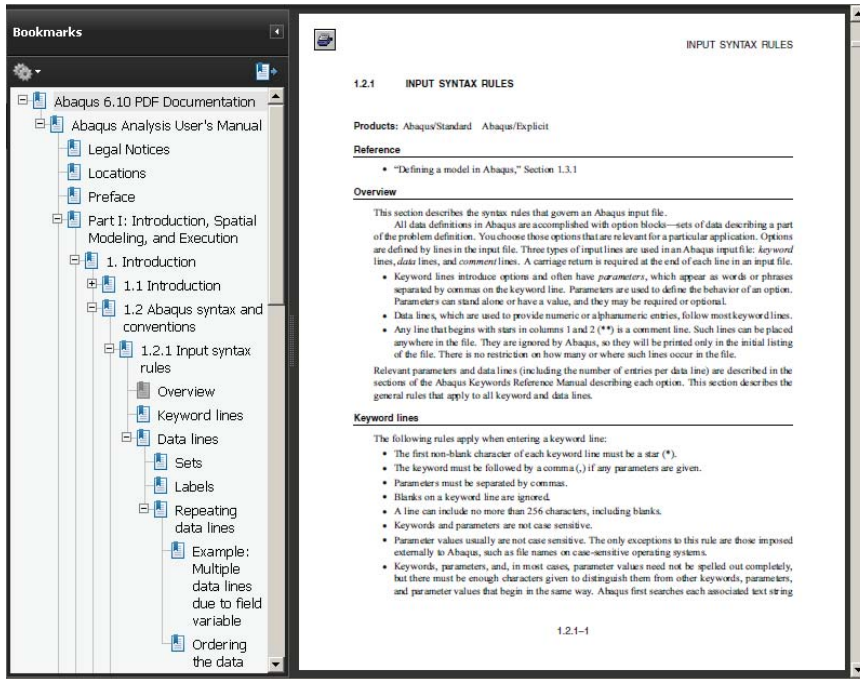 Bookmarks
Abaqus 6.10 PDF Documentation
Abaqus Analysis User's Manual
Legal Notices
Locations
Preface
Part I: Introduction, Spatial
Modeling, and Execution
1. Introduction
1.1 Introduction
1.2 Abaqus syntax and
conventions
1.2.1 Input syntax
rules
Overview
Keyword lines
Data lines
Sets
Labels
Repeating
data lines
Example:
Multiple
data lines
due to field
variable
Ordering
the data
INPUT SYNTAX RULES
1.2.1 INPUT SYNTAX RULES
Products: Abaqus/Standard Abaqus/Explicit
Reference
• “Defining a model in Abaqus,” Section 1.3.1
Overview
This section describes the syntax rules that govern an Abaqus input file.
All data definitions in Abaqus are accomplished with option blocks—sets of data describing a part
of the problem definition. You choose those options that are relevant for a particular application. Options
are defined by lines in the input file. Three types of input lines are used in an Abaqus input file: keyword
lines, data lines, and comment lines. A carriage return is required at the end of each line in an input file.
• Keyword lines introduce options and often have parameters, which appear as words or phrases
separated by commas on the keyword line. Parameters are used to define the behavior of an option.
Parameters can stand alone or have a value, and they may be required or optional.
• Data lines, which are used to provide numeric or alphanumeric entries, follow most keyword lines.
• Any line that begins with stars in columns 1 and 2 (**) is a comment line. Such lines can be placed
anywhere in the file. They are ignored by Abaqus, so they will be printed only in the initial listing
of the file. There is no restriction on how many or where such lines occur in the file.
Relevant parameters and data lines (including the number of entries per data line) are described in the
sections of the Abaqus Keywords Reference Manual describing each option. This section describes the
general rules that apply to all keyword and data lines.
Keyword lines
The following rules apply when entering a keyword line:
• The first non-blank character of each keyword line must be a star (*).
• The keyword must be followed by a comma (,) if any parameters are given.
• Parameters must be separated by commas.
• Blanks on a keyword line are ignored.
• A line can include no more than 256 characters, including blanks.
• Keywords and parameters are not case sensitive.
• Parameter values usually are not case sensitive. The only exceptions to this rule are those imposed
externally to Abaqus, such as file names on case-sensitive operating systems.
• Keywords, parameters, and, in most cases, parameter values need not be spelled out completely,
but there must be enough characters given to distinguish them from other keywords, parameters,
and parameter values that begin in the same way. Abaqus first searches each associated text string
1.2.1–1